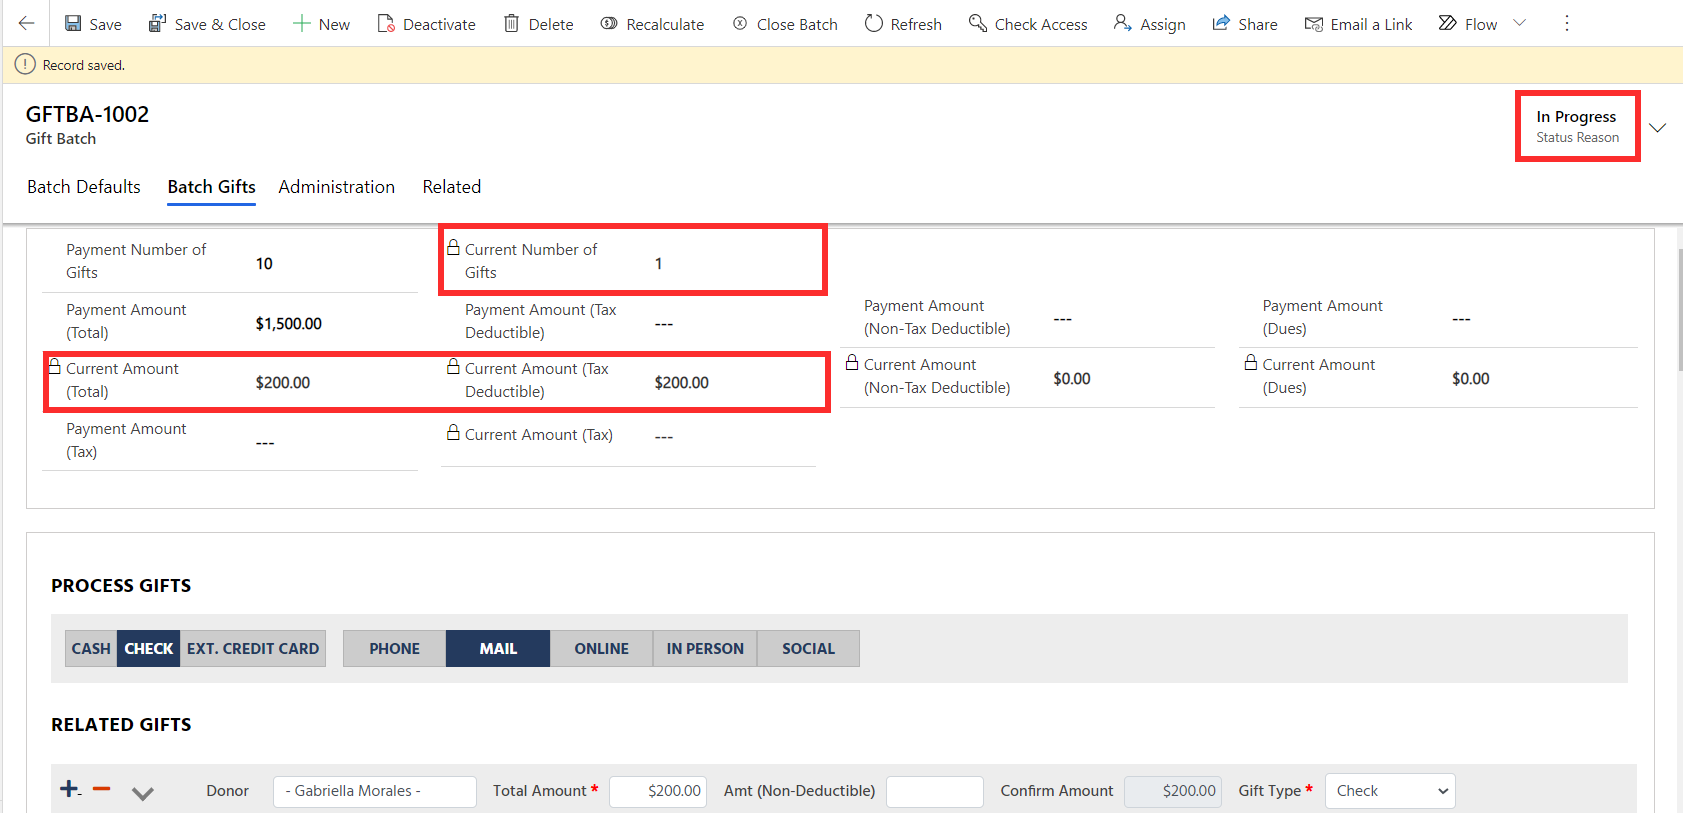 Save Save & Close New Deactivate Delete Recalculate Close Batch Refresh Check Access Assign Share Email a Link Flow
Record saved.
GFTBA-1002
Gift Batch
In Progress
Status Reason
Batch Defaults Batch Gifts Administration Related
Payment Number of
Gifts
10
Current Number of
Gifts
1
Payment Amount
(Total)
$1,500.00
Payment Amount (Tax
Deductible)
---
Payment Amount
(Non-Tax Deductible)
---
Payment Amount
(Dues)
---
Current Amount
(Total)
$200.00
Current Amount (Tax
Deductible)
$200.00
Current Amount
(Non-Tax Deductible)
$0.00
Current Amount
(Dues)
$0.00
Payment Amount
(Tax)
---
Current Amount (Tax)
---
PROCESS GIFTS
CASH CHECK EXT. CREDIT CARD PHONE MAIL ONLINE IN PERSON SOCIAL
RELATED GIFTS
Donor - Gabriella Morales - Total Amount * $200.00 Amt (Non-Deductible) Confirm Amount $200.00 Gift Type * Check